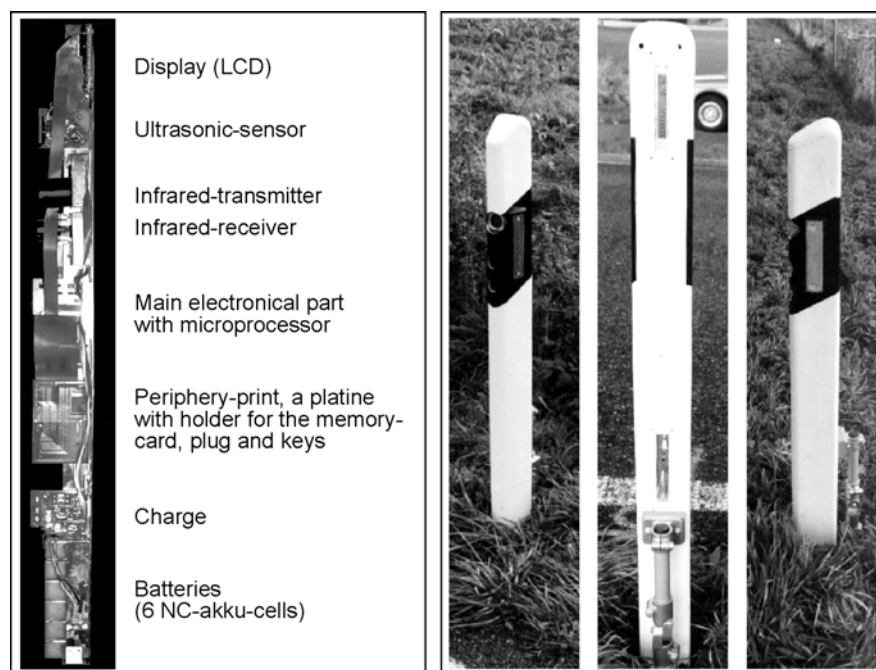 Display (LCD)
Ultrasonic-sensor
Infrared-transmitter
Infrared-receiver
Main electronical part
with microprocessor
Periphery-print, a platine
with holder for the memory-
card, plug and keys
Charge
Batteries
(6 NC-akku-cells)